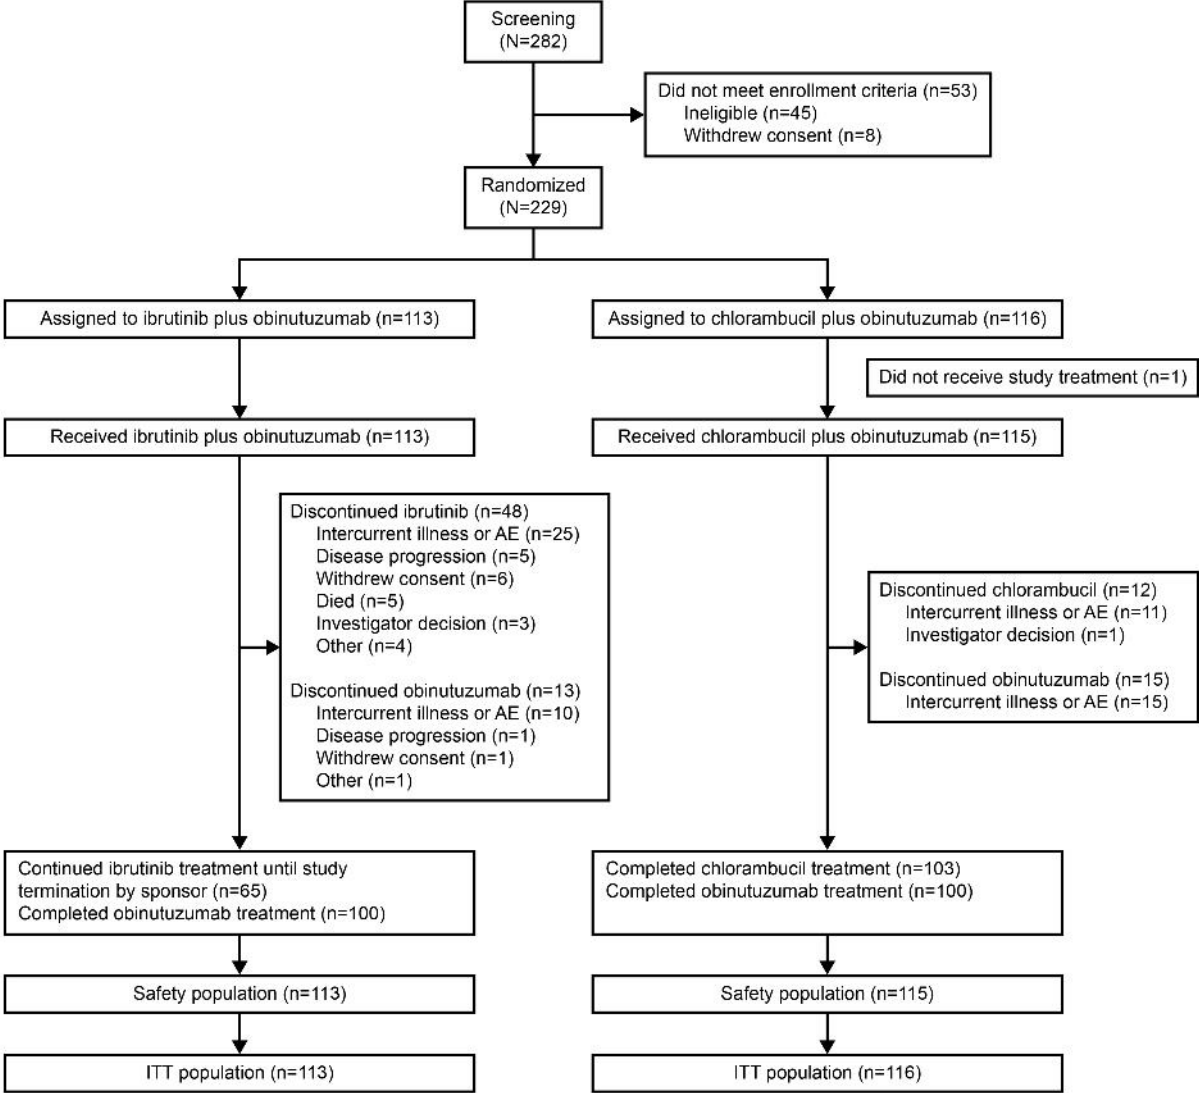 Screening
(N=282)
Did not meet enrollment criteria (n=53)
Ineligible (n=45)
Withdrew consent (n=8)
Randomized
(N=229)
Assigned to ibrutinib plus obinutuzumab (n=113)
Assigned to chlorambucil plus obinutuzumab (n=116)
Did not receive study treatment (n=1)
Received ibrutinib plus obinutuzumab (n=113)
Received chlorambucil plus obinutuzumab (n=115)
Discontinued ibrutinib (n=48)
Intercurrent illness or AE (n=25)
Disease progression (n=5)
Withdrew consent (n=6)
Died (n=5)
Investigator decision (n=3)
Other (n=4)
Discontinued obinutuzumab (n=13)
Intercurrent illness or AE (n=10)
Disease progression (n=1)
Withdrew consent (n=1)
Other (n=1)
Discontinued chlorambucil (n=12)
Intercurrent illness or AE (n=11)
Investigator decision (n=1)
Discontinued obinutuzumab (n=15)
Intercurrent illness or AE (n=15)
Continued ibrutinib treatment until study
termination by sponsor (n=65)
Completed obinutuzumab treatment (n=100)
Completed chlorambucil treatment (n=103)
Completed obinutuzumab treatment (n=100)
Safety population (n=113)
Safety population (n=115)
ITT population (n=113)
ITT population (n=116)